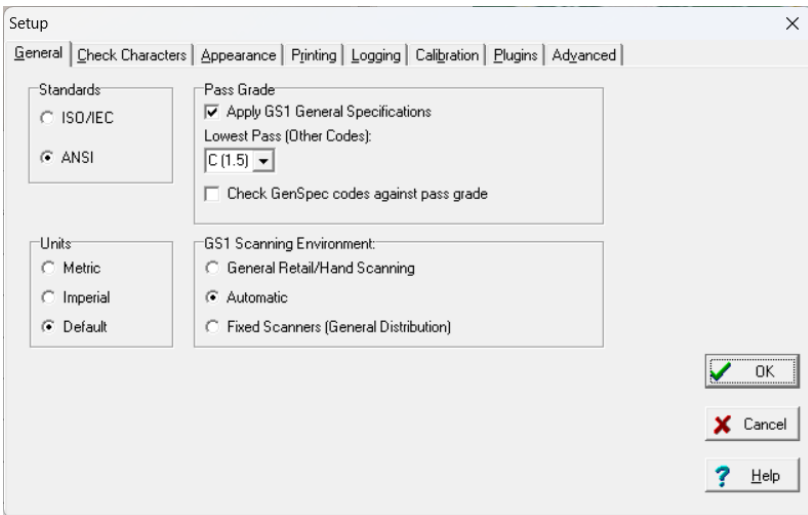 Setup
General Check Characters Appearance Printing Logging Calibration Plugins Advanced
Standards
ISO/IEC
ANSI
Pass Grade
Apply GS1 General Specifications
Lowest Pass (Other Codes):
C (1.5)
Check GenSpec codes against pass grade
Units
Metric
Imperial
Default
GS1 Scanning Environment:
General Retail/Hand Scanning
Automatic
Fixed Scanners (General Distribution)
OK
Cancel
Help